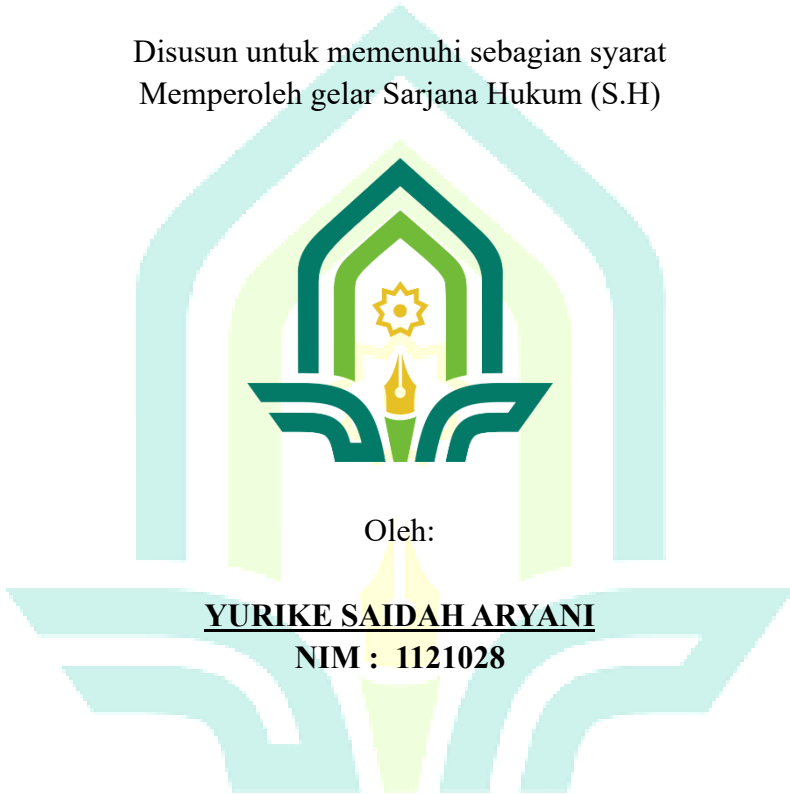 Disusun untuk memenuhi sebagian syarat
Memperoleh gelar Sarjana Hukum (S.H)
Oleh:
YURIKE SAIDAH ARYANI
NIM : 1121028